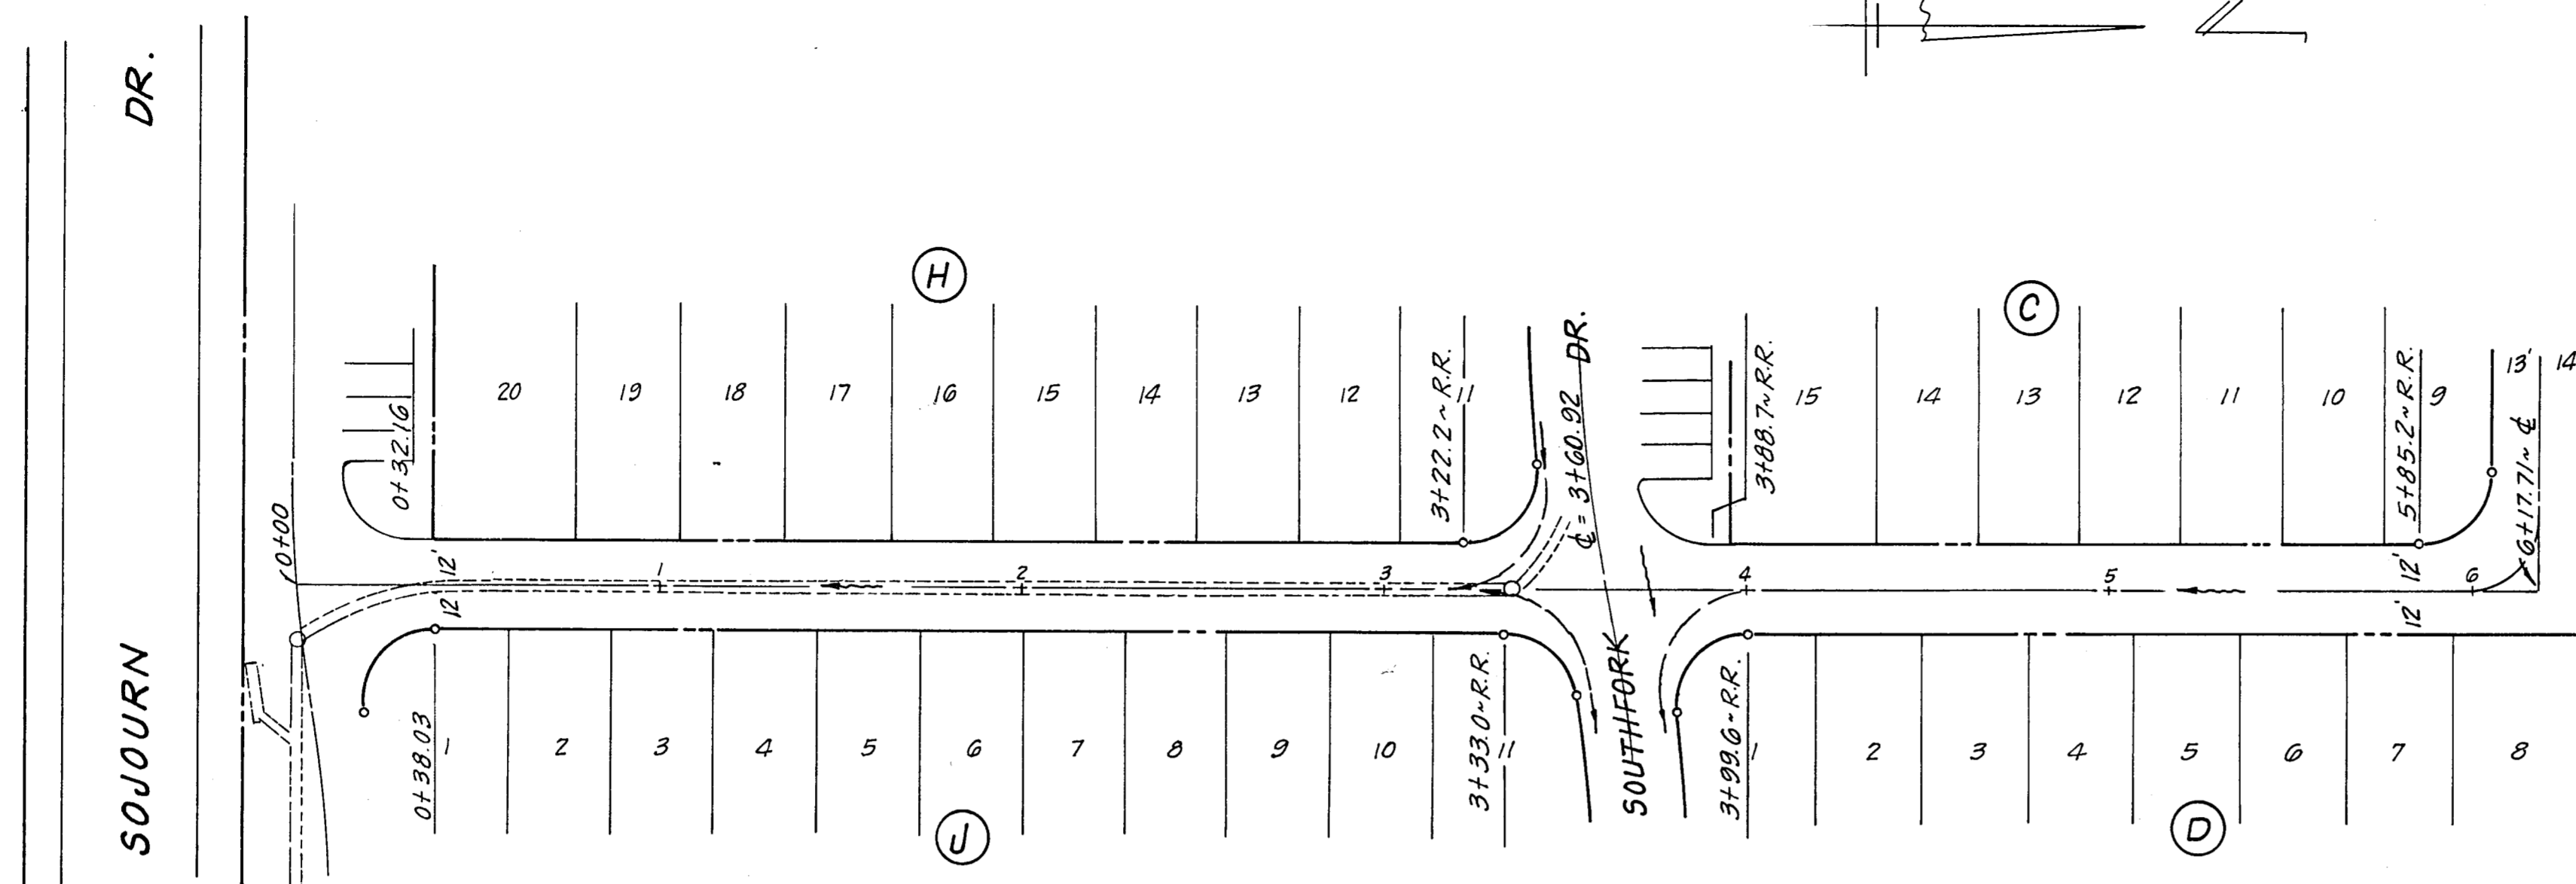 SOJOURN DR.
0+00
0+32.16
0+38.03
H
20 19 18 17 16 15 14 13 12 11
3+22.2~R.R.
℄ = 3+60.92
SOUTHFORK DR.
3+88.7~R.R.
C
15 14 13 12 11 10 9
5+85.2~R.R.
13' 14
6+17.71~℄
12' 1 2 3 4 5 12' 6
12 12'
1 2 3 4 5 6 7 8 9 10 11
J
3+33.0~R.R.
3+99.6~R.R.
1 2 3 4 5 6 7 8
D